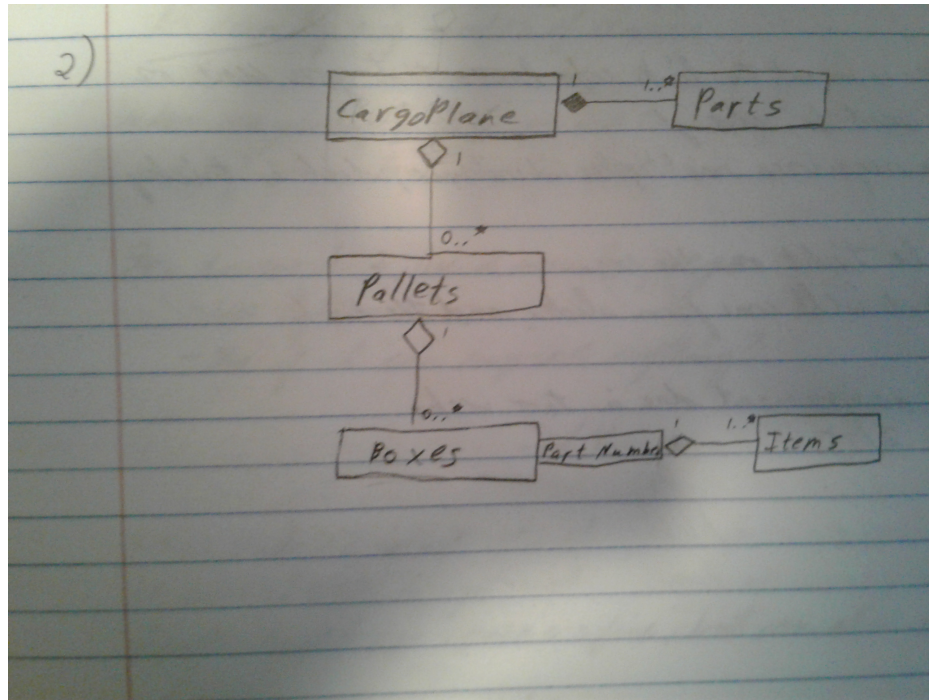 2)
CargoPlane 1 1..* Parts
1
0..*
Pallets
1
0..*
Boxes Part Number 1 1..* Items